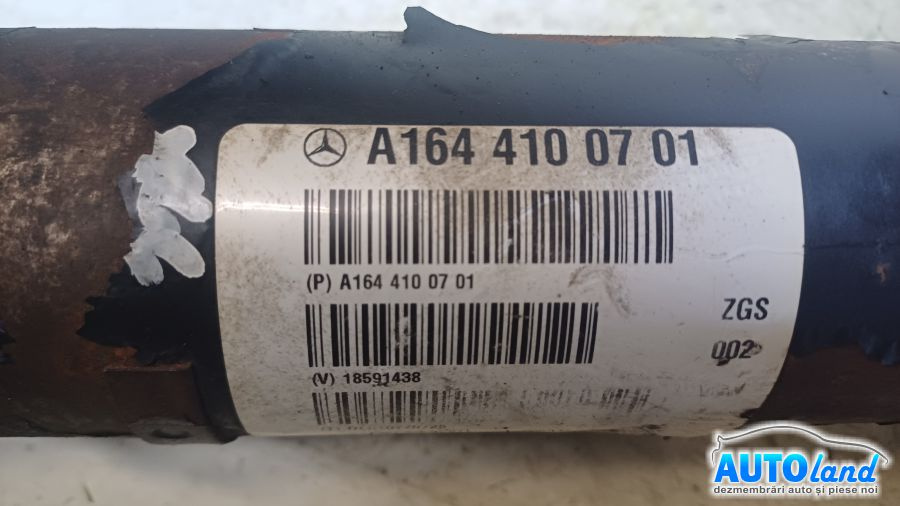 A164 410 07 01
(P) A164 410 07 01
ZGS
002
(V) 18591438
AUTOland
dezmembrări auto și piese noi